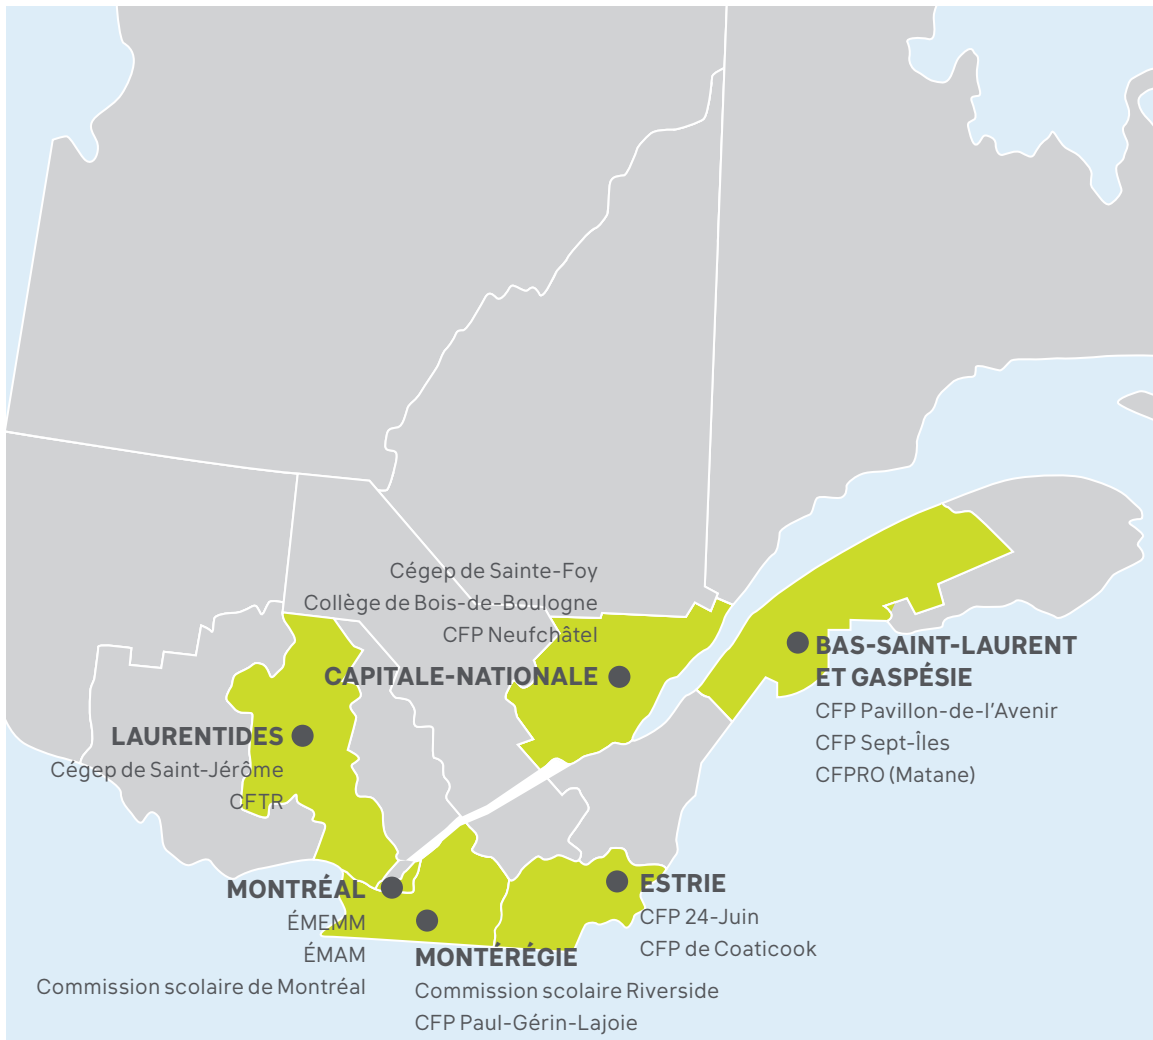 Cégep de Sainte-Foy
Collège de Bois-de-Boulogne
CFP Neufchâtel
CAPITALE-NATIONALE
BAS-SAINT-LAURENT
ET GASPÉSIE
CFP Pavillon-de-l'Avenir
CFP Sept-Îles
CFPRO (Matane)
LAURENTIDES
Cégep de Saint-Jérôme
CFTR
MONTRÉAL
ÉMEMM
ÉMAM
Commission scolaire de Montréal
MONTÉRÉGIE
Commission scolaire Riverside
CFP Paul-Gérin-Lajoie
ESTRIE
CFP 24-Juin
CFP de Coaticook